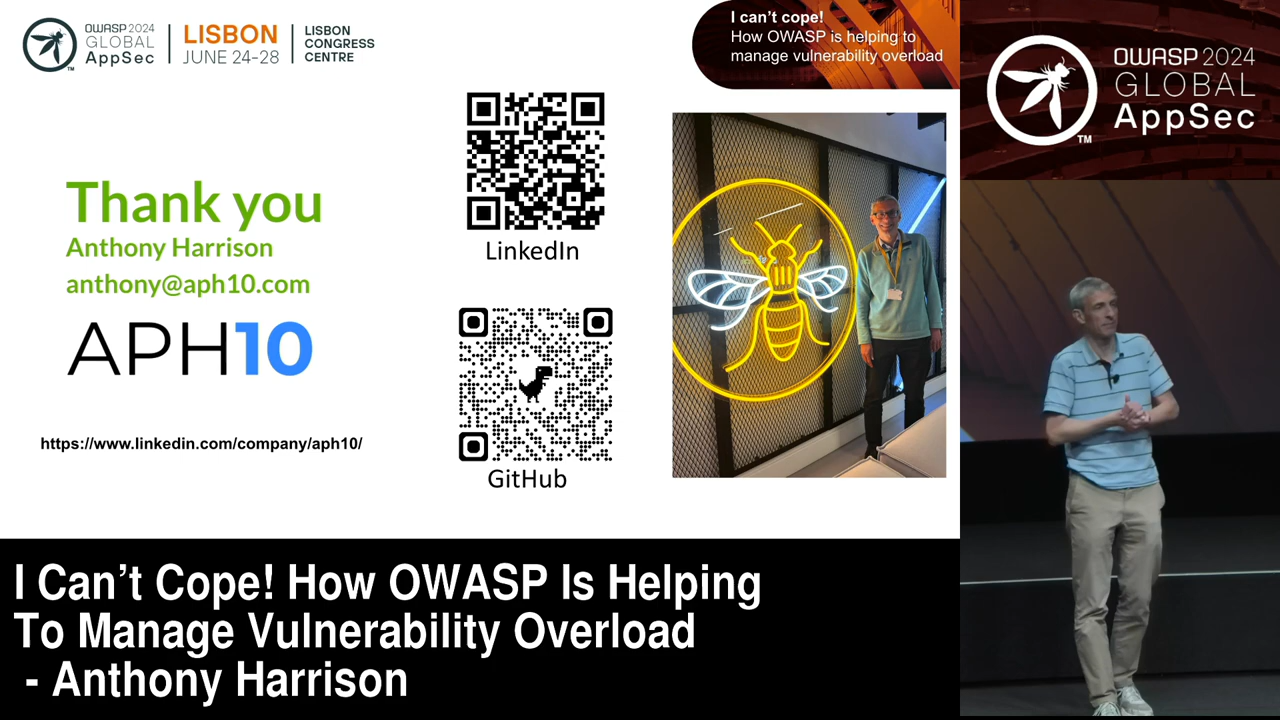 OWASP 2024
GLOBAL
AppSec
TM
LISBON
JUNE 24-28
LISBON
CONGRESS
CENTRE
I can't cope!
How OWASP is helping to
manage vulnerability overload
OWASP 2024
GLOBAL
AppSec
TM
Thank you
Anthony Harrison
anthony@aph10.com
APH10
https://www.linkedin.com/company/aph10/
LinkedIn
GitHub
I Can’t Cope! How OWASP Is Helping
To Manage Vulnerability Overload
- Anthony Harrison